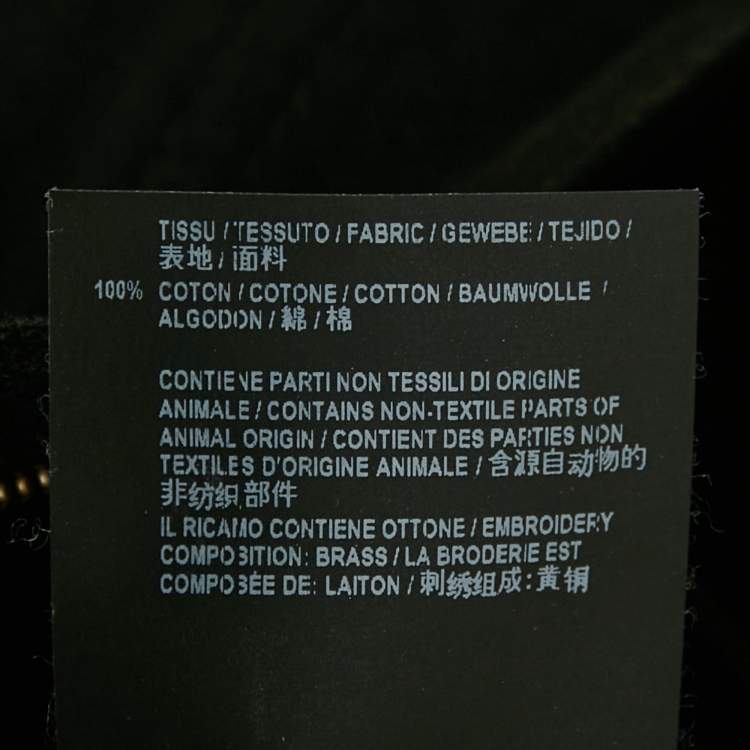 TISSU / TESSUTO / FABRIC / GEWEBE / TEJIDO /
表地 / 面料
100% COTON / COTONE / COTTON / BAUMWOLLE /
ALGODON / 綿 / 棉
CONTIENE PARTI NON TESSILI DI ORIGINE
ANIMALE / CONTAINS NON-TEXTILE PARTS OF
ANIMAL ORIGIN / CONTIENT DES PARTIES NON
TEXTILES D'ORIGINE ANIMALE / 含源自动物的
非纺织部件
IL RICAMO CONTIENE OTTONE / EMBROIDERY
COMPOSITION: BRASS / LA BRODERIE EST
COMPOSÉE DE: LAITON / 刺绣组成: 黄铜